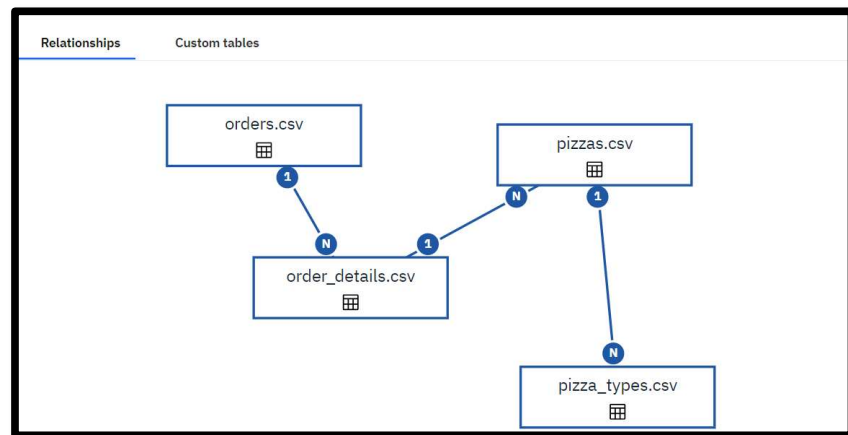 Relationships
Custom tables
orders.csv
pizzas.csv
1
N
1
N
1
order_details.csv
N
pizza_types.csv